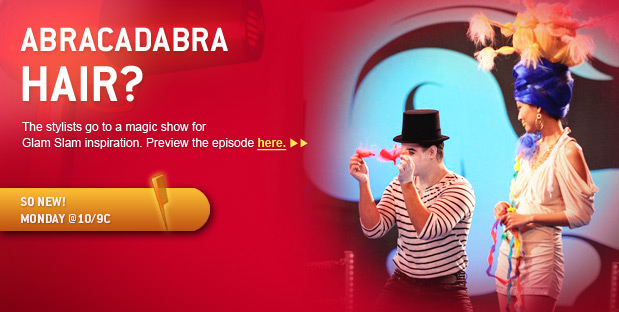 ABRACADABRA
HAIR?
The stylists go to a magic show for
Glam Slam inspiration. Preview the episode here.
SO NEW!
MONDAY @10/9C